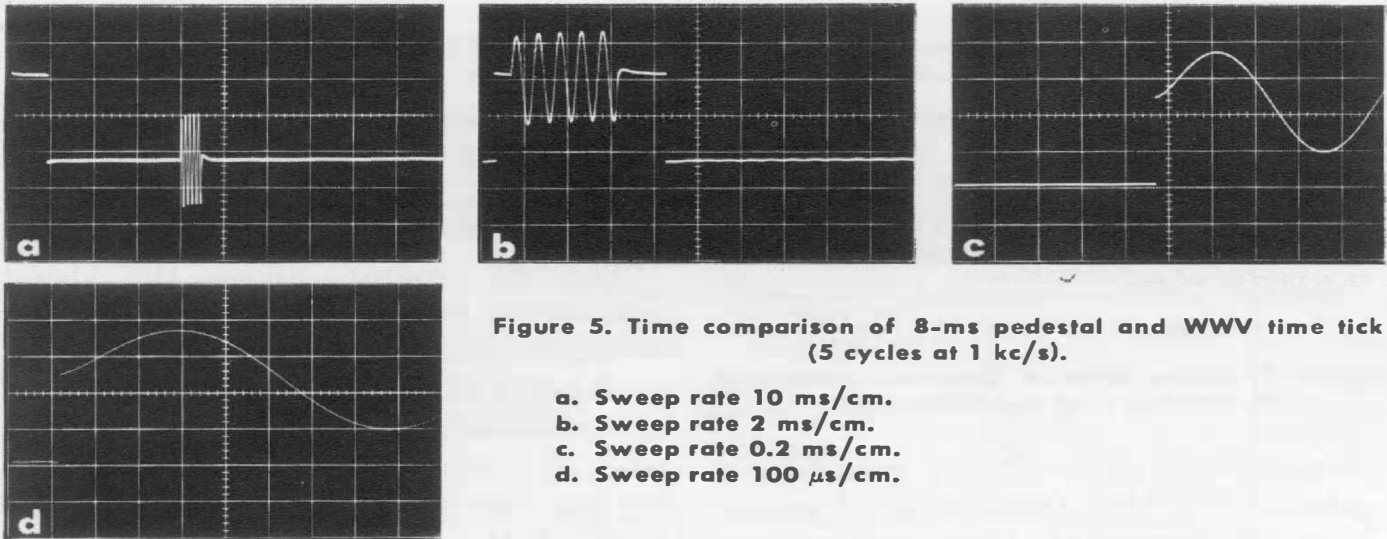 a
b
c
d
Figure 5. Time comparison of 8-ms pedestal and WWV time tick
(5 cycles at 1 kc/s).
a. Sweep rate 10 ms/cm.
b. Sweep rate 2 ms/cm.
c. Sweep rate 0.2 ms/cm.
d. Sweep rate 100 μs/cm.